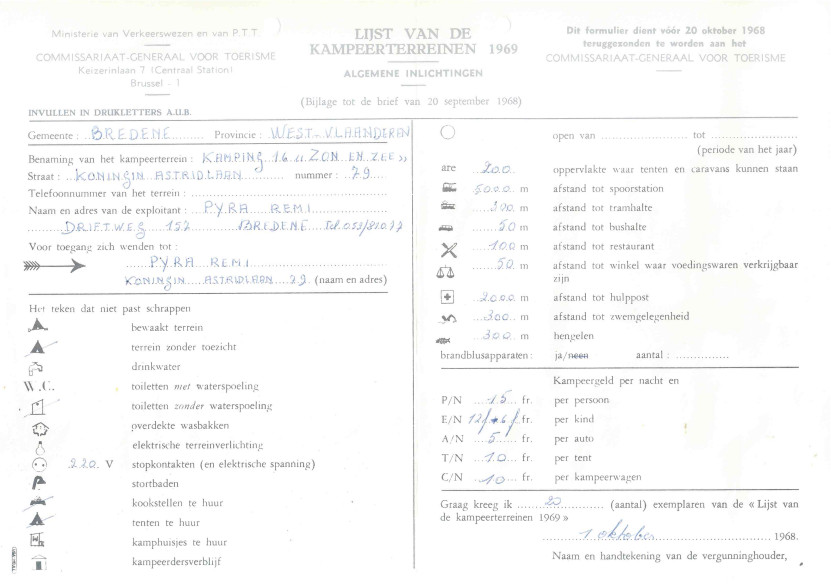 Ministerie van Verkeerswezen en van P.T.T.
COMMISSARIAAT-GENERAAL VOOR TOERISME
Keizerinlaan 7 (Centraal Station)
Brussel - 1
LIJST VAN DE
KAMPEERTERREINEN 1969
ALGEMENE INLICHTINGEN
(Bijlage tot de brief van 20 september 1968)
Dit formulier dient vóór 20 oktober 1968
teruggezonden te worden aan het
COMMISSARIAAT-GENERAAL VOOR TOERISME
INVULLEN IN DRUKLETTERS A.U.B.
Gemeente : BREDENE Provincie : WEST-VLAANDEREN
Benaming van het kampeerterrein : KAMPING 16 « ZON EN ZEE »
Straat : KONINGIN ASTRIDLAAN nummer : 79
Telefoonnummer van het terrein :
Naam en adres van de exploitant : PYRA REMI
DRIFTWEG 152 BREDENE
Voor toegang zich wenden tot :
PYRA REMI
KONINGIN ASTRIDLAAN 79 (naam en adres)
Het teken dat niet past schrappen
bewaakt terrein
terrein zonder toezicht
drinkwater
W.C. toiletten met waterspoeling
toiletten zonder waterspoeling
overdekte wasbakken
elektrische terreinverlichting
220 V stopkontakten (en elektrische spanning)
stortbaden
kookstellen te huur
tenten te huur
kamphuisjes te huur
kampeerdersverblijf
open van tot
(periode van het jaar)
are 200 oppervlakte waar tenten en caravans kunnen staan
5000 m afstand tot spoorstation
300 m afstand tot tramhalte
50 m afstand tot bushalte
100 m afstand tot restaurant
50 m afstand tot winkel waar voedingswaren verkrijgbaar
zijn
2000 m afstand tot hulppost
300 m afstand tot zwemgelegenheid
300 m hengelen
brandblusapparaten : ja/neen aantal :
Kampeergeld per nacht en
P/N 15 fr. per persoon
E/N 12/6 fr. per kind
A/N 5 fr. per auto
T/N 10 fr. per tent
C/N 10 fr. per kampeerwagen
Graag kreeg ik 20 (aantal) exemplaren van de « Lijst van
de kampeerterreinen 1969 »
1 oktober 1968.
Naam en handtekening van de vergunninghouder,